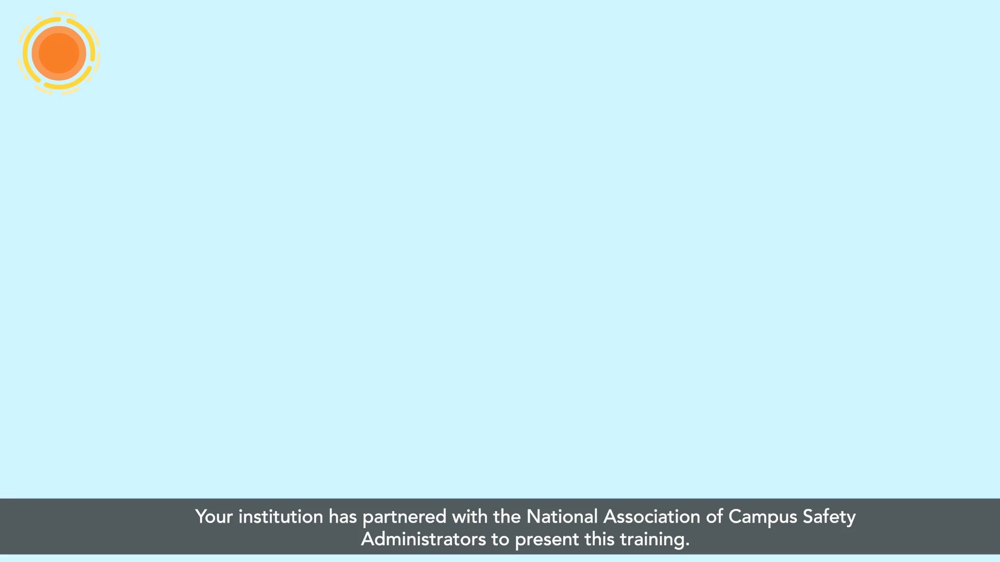 Your institution has partnered with the National Association of Campus Safety
Administrators to present this training.